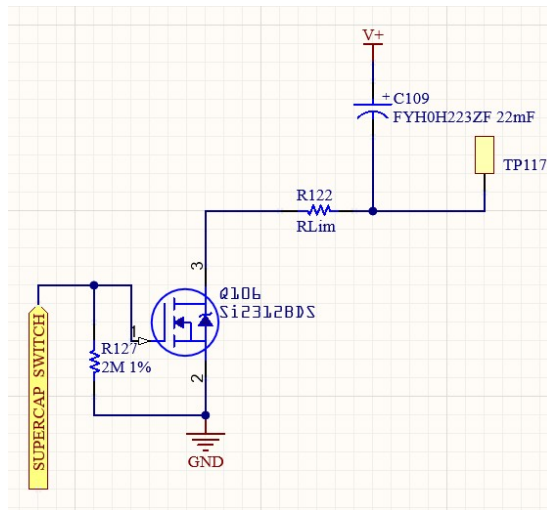 V+
C109
FYH0H223ZF 22mF
TP117
R122
RLim
3
Q106
Si2312BDS
1
R127
2M 1%
2
SUPERCAP SWITCH
GND